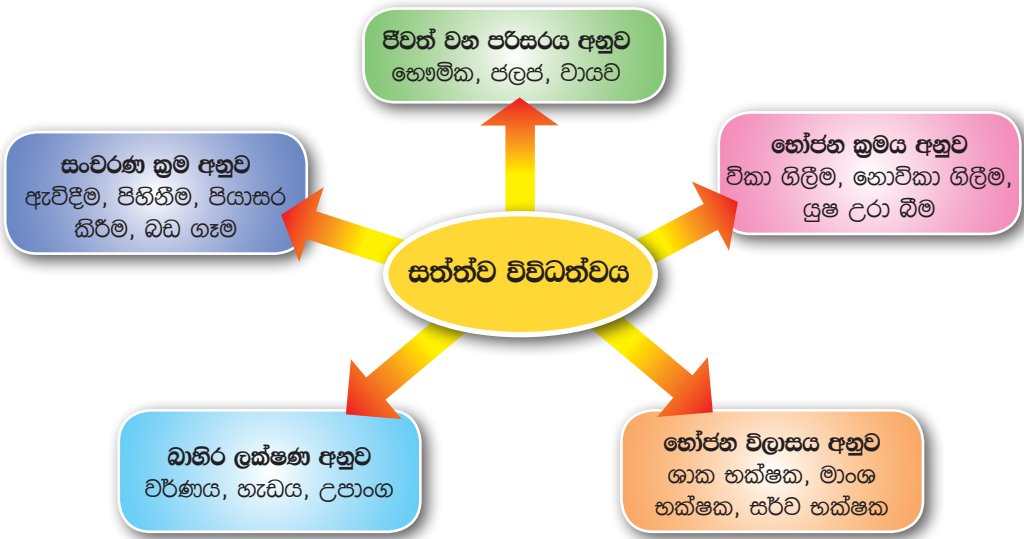 ජීවත් වන පරිසරය අනුව
භෞමික, ජලජ, වායව
සංචරණ ක්‍රම අනුව
ඇවිදීම, පිහිනීම, පියාසර
කිරීම, බඩ ගෑම
භෝජන ක්‍රමය අනුව
විකා ගිලීම, නොවිකා ගිලීම,
යුෂ උරා බීම
සත්ත්ව විවිධත්වය
බාහිර ලක්ෂණ අනුව
වර්ණය, හැඩය, උපාංග
භෝජන විලාසය අනුව
ශාක භක්ෂක, මාංශ
භක්ෂක, සර්ව භක්ෂක